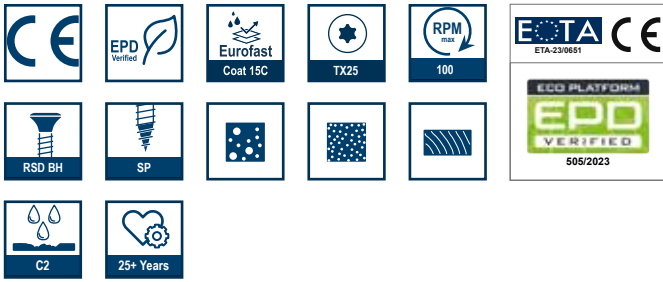 CE
EPD
Verified
Eurofast
Coat 15C
TX25
RPM
max
100
EOTA
CE
ETA-23/0651
RSD BH
SP
ECO PLATFORM
EPD
VERIFIED
505/2023
C2
25+ Years